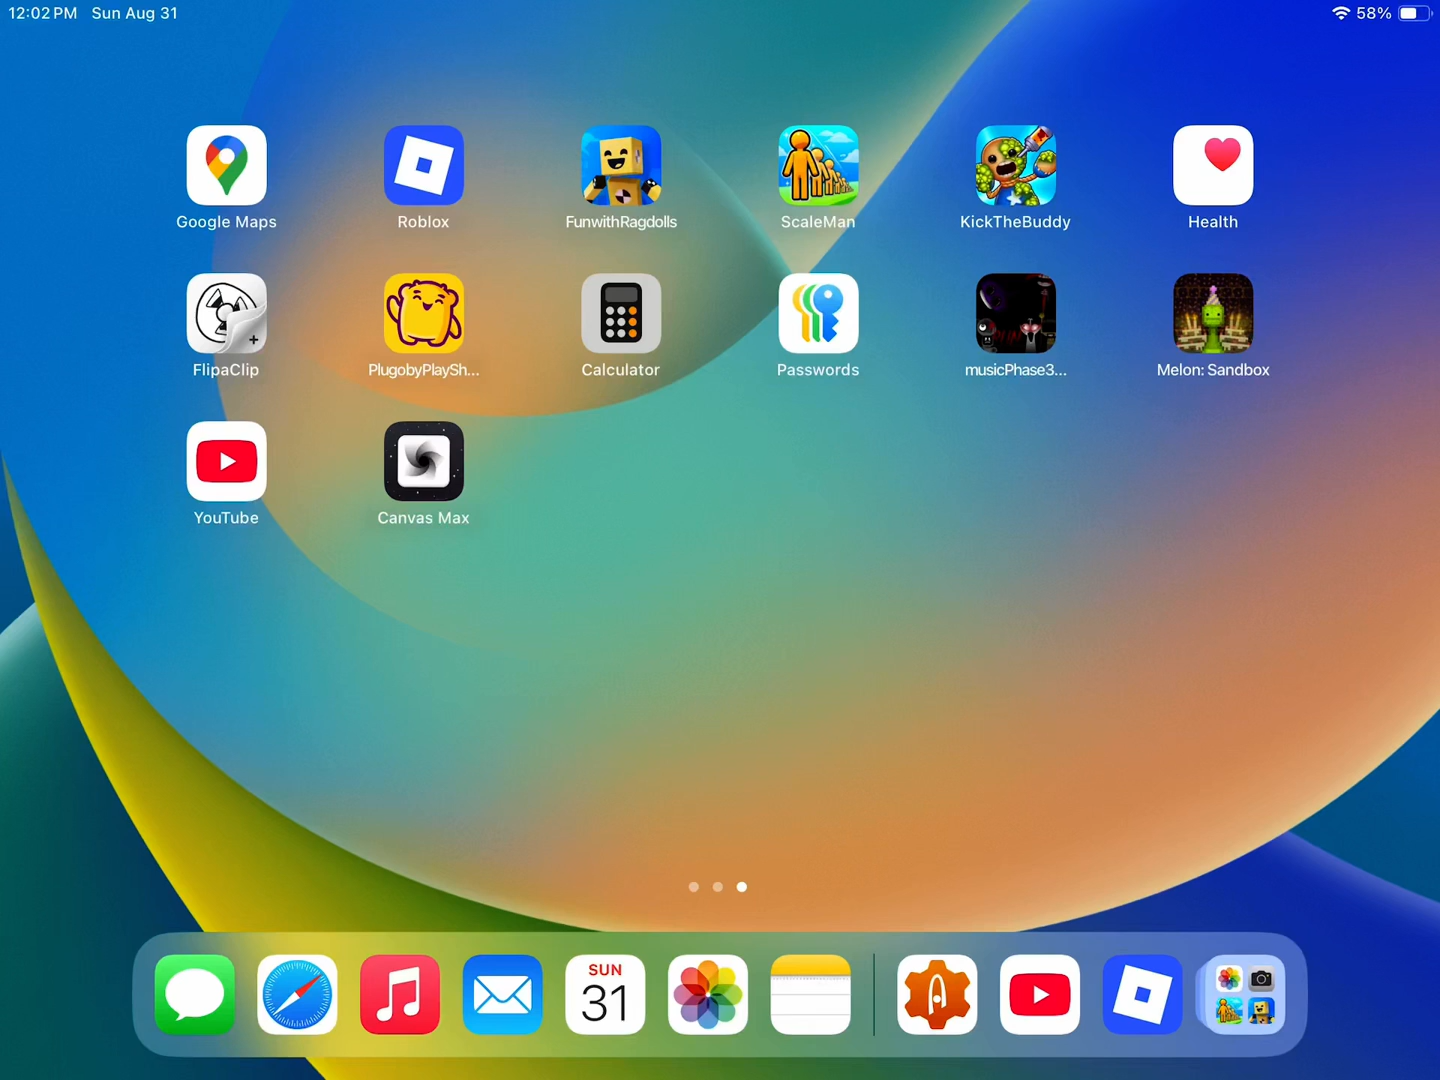 12:02 PM Sun Aug 31
58%
Google Maps
Roblox
FunwithRagdolls
ScaleMan
KickTheBuddy
Health
FlipaClip
PlugobyPlaySh...
Calculator
Passwords
musicPhase3...
Melon: Sandbox
YouTube
Canvas Max
SUN
31